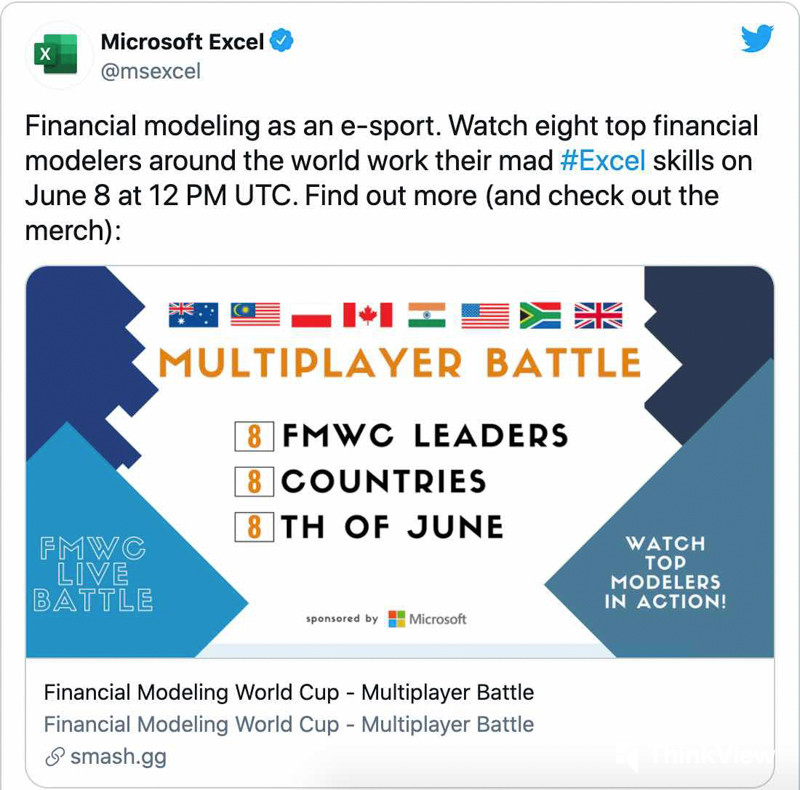 Microsoft Excel
@msexcel
Financial modeling as an e-sport. Watch eight top financial
modelers around the world work their mad #Excel skills on
June 8 at 12 PM UTC. Find out more (and check out the
merch):
MULTIPLAYER BATTLE
8 FMWC LEADERS
8 COUNTRIES
8 TH OF JUNE
FMWC
LIVE
BATTLE
WATCH
TOP
MODELERS
IN ACTION!
sponsored by Microsoft
Financial Modeling World Cup - Multiplayer Battle
Financial Modeling World Cup - Multiplayer Battle
smash.gg
ThinkView